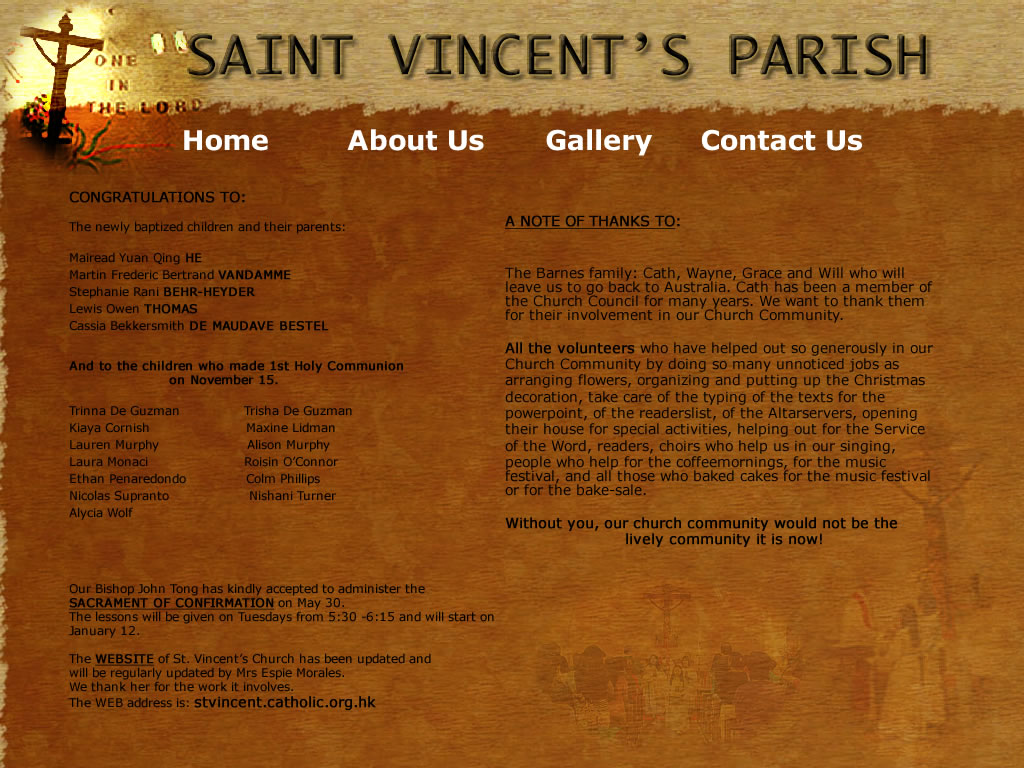 ONE
IN
THE LORD
SAINT VINCENT'S PARISH
Home About Us Gallery Contact Us
CONGRATULATIONS TO:
The newly baptized children and their parents:
Mairead Yuan Qing HE
Martin Frederic Bertrand VANDAMME
Stephanie Rani BEHR-HEYDER
Lewis Owen THOMAS
Cassia Bekkersmith DE MAUDAVE BESTEL
And to the children who made 1st Holy Communion
on November 15.
Trinna De Guzman Trisha De Guzman
Kiaya Cornish Maxine Lidman
Lauren Murphy Alison Murphy
Laura Monaci Roisin O'Connor
Ethan Penaredondo Colm Phillips
Nicolas Supranto Nishani Turner
Alycia Wolf
Our Bishop John Tong has kindly accepted to administer the
SACRAMENT OF CONFIRMATION on May 30.
The lessons will be given on Tuesdays from 5:30 -6:15 and will start on
January 12.
The WEBSITE of St. Vincent's Church has been updated and
will be regularly updated by Mrs Espie Morales.
We thank her for the work it involves.
The WEB address is: stvincent.catholic.org.hk
A NOTE OF THANKS TO:
The Barnes family: Cath, Wayne, Grace and Will who will
leave us to go back to Australia. Cath has been a member of
the Church Council for many years. We want to thank them
for their involvement in our Church Community.
All the volunteers who have helped out so generously in our
Church Community by doing so many unnoticed jobs as
arranging flowers, organizing and putting up the Christmas
decoration, take care of the typing of the texts for the
powerpoint, of the readerslist, of the Altarservers, opening
their house for special activities, helping out for the Service
of the Word, readers, choirs who help us in our singing,
people who help for the coffeemornings, for the music
festival, and all those who baked cakes for the music festival
or for the bake-sale.
Without you, our church community would not be the
lively community it is now!